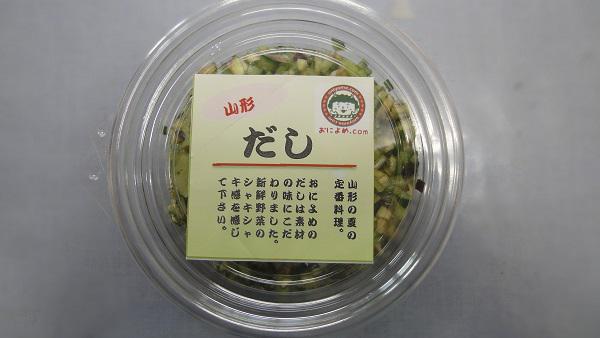 山形
だし
おによめ.com
山形の夏の
定番料理。
おによめの
だしは素材
の味にこだ
わりました。
新鮮野菜の
シャキシャ
キ感を感じ
て下さい。